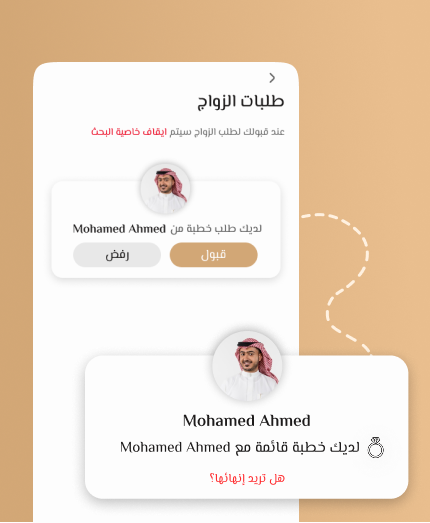 طلبات الزواج
عند قبولك لطلب الزواج سيتم ايقاف خاصية البحث
لديك طلب خطبة من Mohamed Ahmed
قبول
رفض
Mohamed Ahmed
لديك خطبة قائمة مع Mohamed Ahmed
هل تريد إنهائها؟